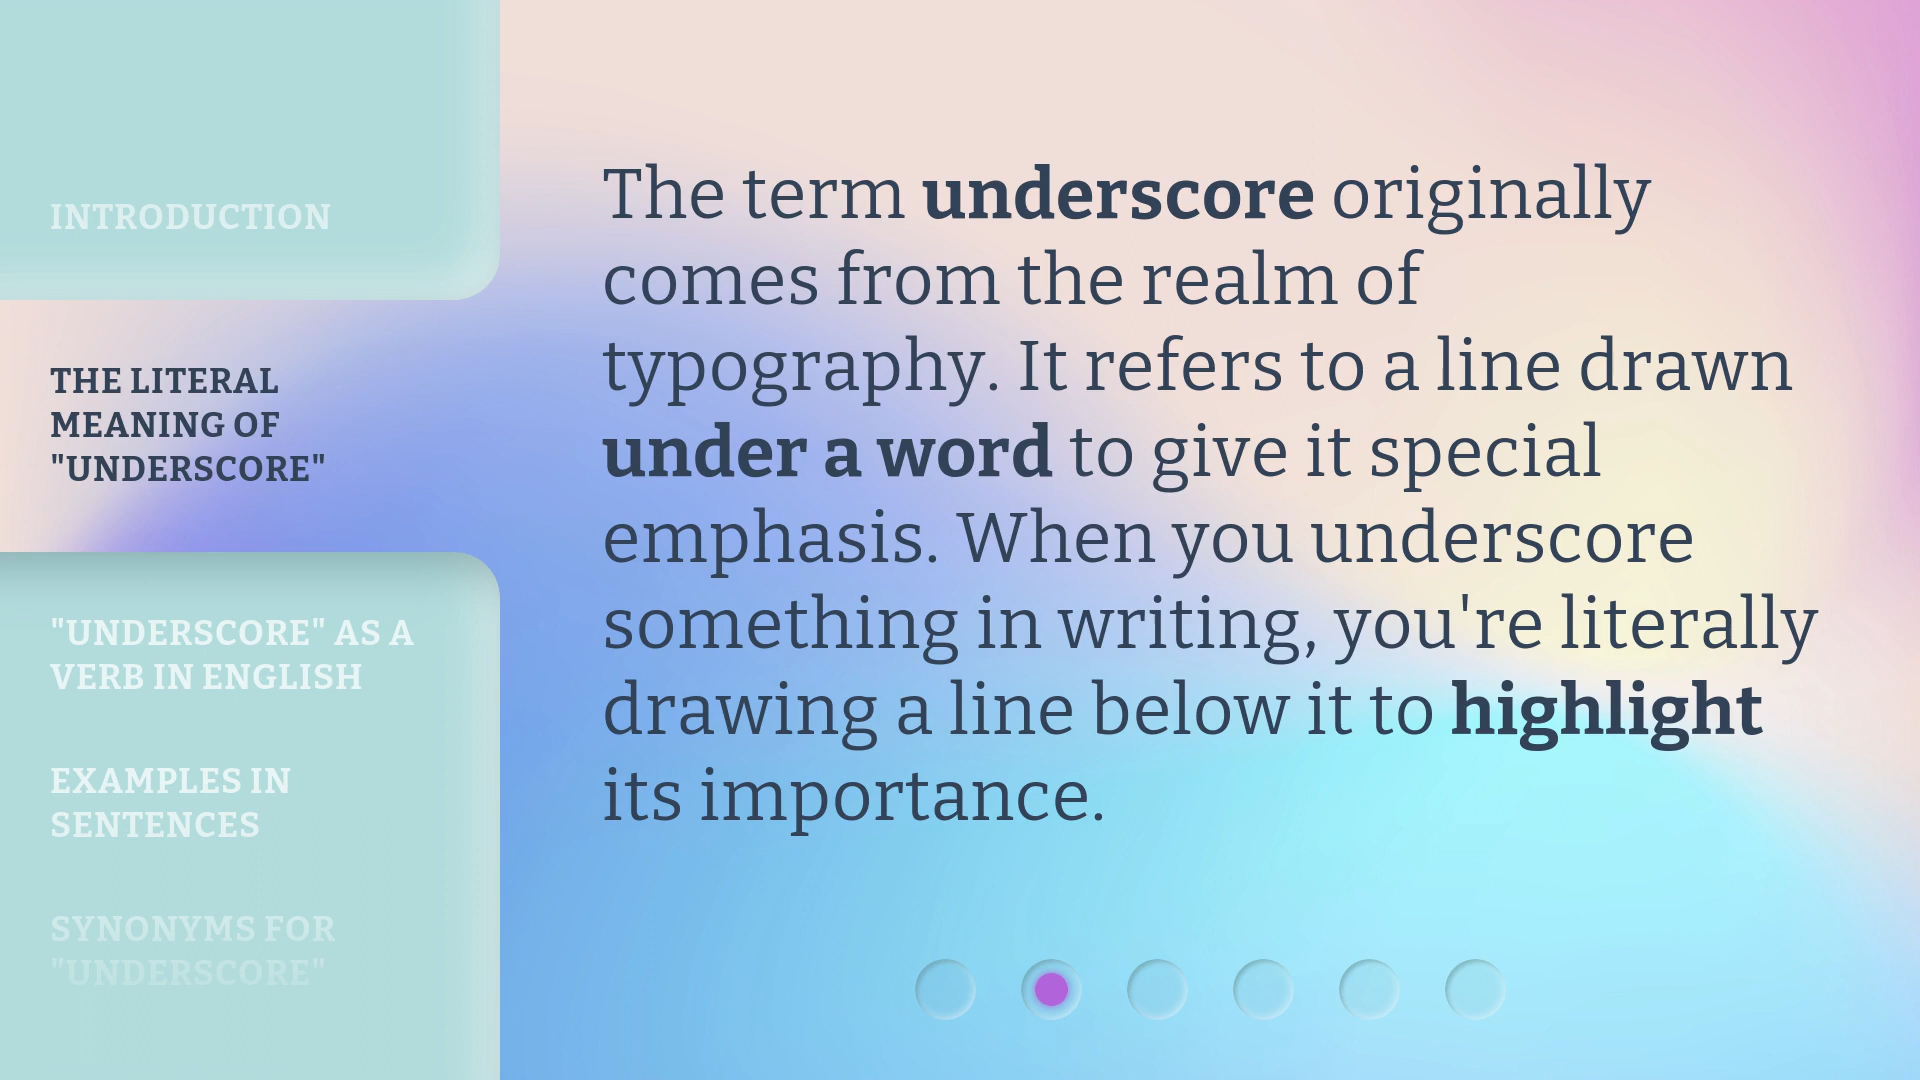 INTRODUCTION
THE LITERAL
MEANING OF
"UNDERSCORE"
"UNDERSCORE" AS A
VERB IN ENGLISH
EXAMPLES IN
SENTENCES
SYNONYMS FOR
"UNDERSCORE"
The term underscore originally
comes from the realm of
typography. It refers to a line drawn
under a word to give it special
emphasis. When you underscore
something in writing, you're literally
drawing a line below it to highlight
its importance.